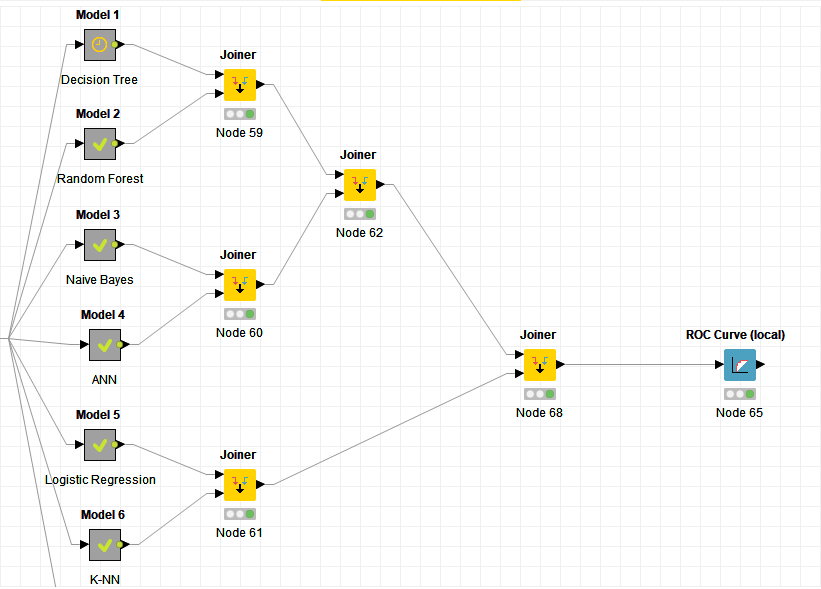 Model 1
Decision Tree
Joiner
Node 59
Model 2
Random Forest
Joiner
Node 62
Model 3
Naive Bayes
Joiner
Node 60
Model 4
ANN
Joiner
Node 68
ROC Curve (local)
Node 65
Model 5
Logistic Regression
Joiner
Node 61
Model 6
K-NN